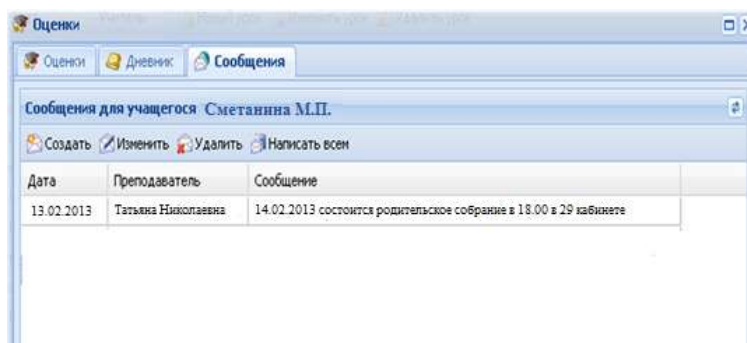 Оценки
Оценки Дневник Сообщения
Сообщения для учащегося Сметанина М.П.
Создать Изменить Удалить Написать всем
Дата Преподаватель Сообщение
13.02.2013 Татьяна Николаевна 14.02.2013 состоится родительское собрание в 18.00 в 29 кабинете